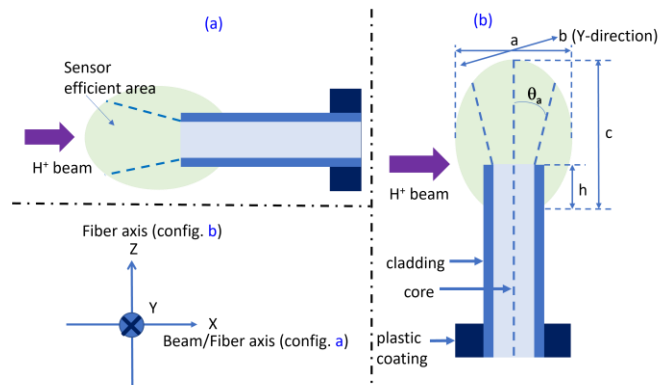 (a)
Sensor
efficient area
H⁺ beam
Fiber axis (config. b)
Z
Y
X
Beam/Fiber axis (config. a)
(b)
b (Y-direction)
a
θa
c
H⁺ beam
h
cladding
core
plastic
coating